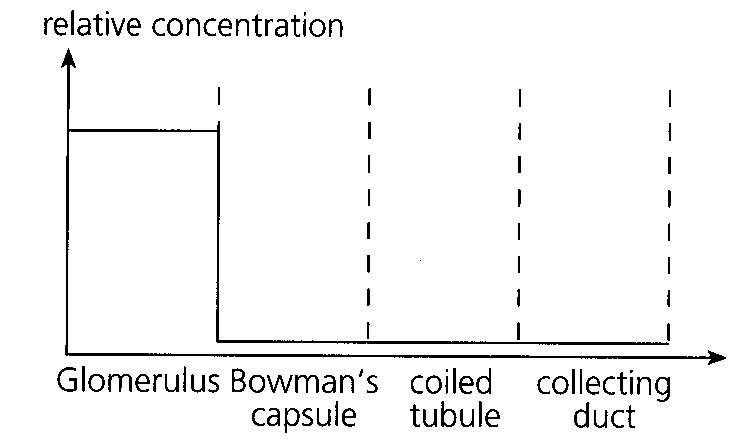 relative concentration
Glomerulus Bowman's capsule
coiled tubule
collecting duct